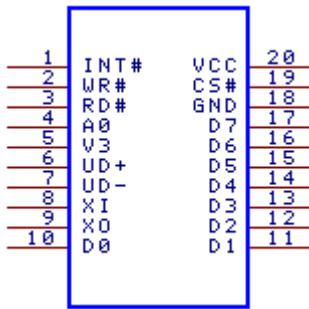 1 INT# VCC 20
2 WR# CS# 19
3 RD# GND 18
4 A0 D7 17
5 V3 D6 16
6 UD+ D5 15
7 UD- D4 14
8 XI D3 13
9 XO D2 12
10 D0 D1 11